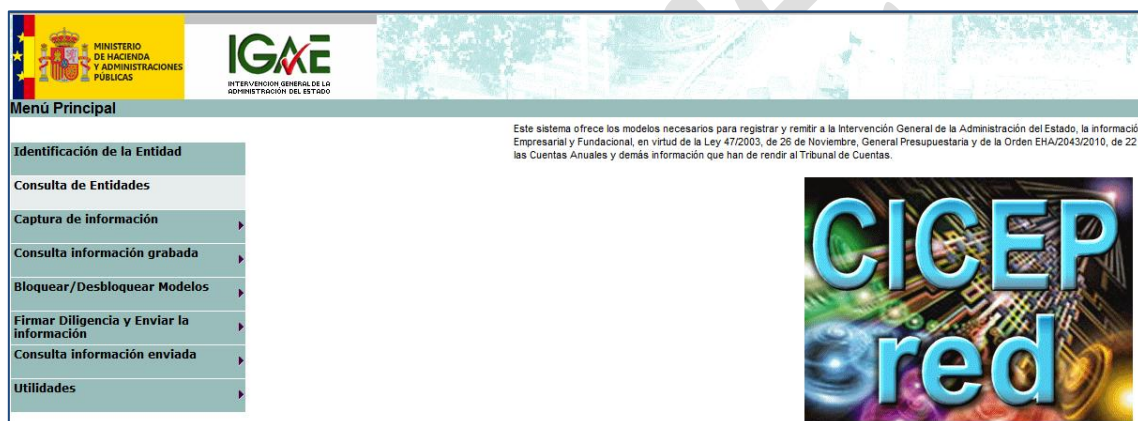 MINISTERIO
DE HACIENDA
Y ADMINISTRACIONES
PÚBLICAS
IGAE
INTERVENCION GENERAL DE LA
ADMINISTRACIÓN DEL ESTADO
Menú Principal
Este sistema ofrece los modelos necesarios para registrar y remitir a la Intervención General de la Administración del Estado, la informació
Empresarial y Fundacional, en virtud de la Ley 47/2003, de 26 de Noviembre, General Presupuestaria y de la Orden EHA/2043/2010, de 22
las Cuentas Anuales y demás información que han de rendir al Tribunal de Cuentas.
Identificación de la Entidad
Consulta de Entidades
Captura de información
Consulta información grabada
Bloquear/Desbloquear Modelos
Firmar Diligencia y Enviar la
información
Consulta información enviada
Utilidades
CICEP
red